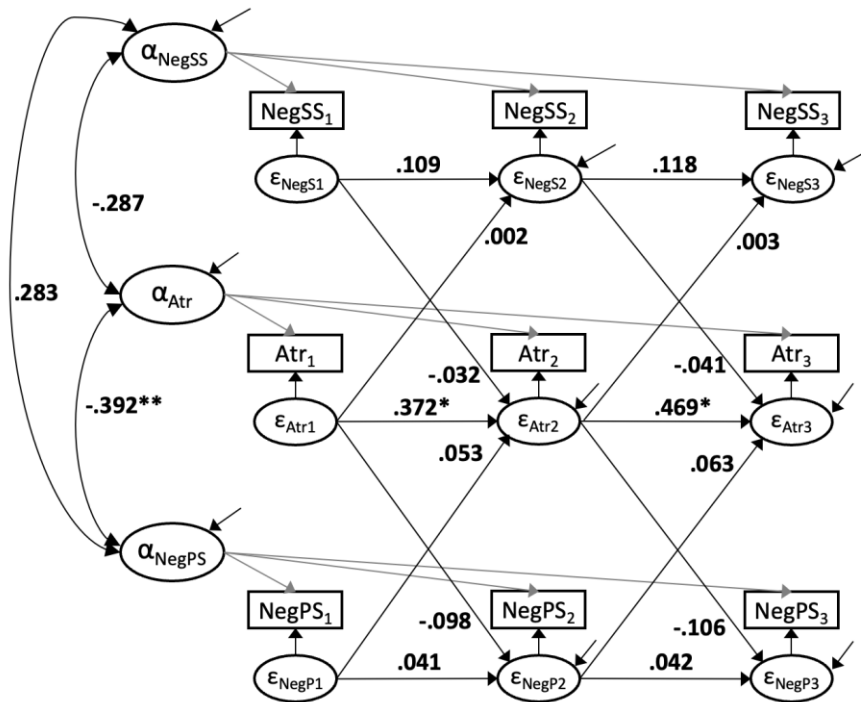 α NegSS
NegSS1 NegSS2 NegSS3
εNegS1 .109 εNegS2 .118 εNegS3
-.287
.002 .003
.283
αAtr
Atr1 Atr2 Atr3
-.032 -.041
-.392**
εAtr1 .372* εAtr2 .469* εAtr3
.053 .063
αNegPS
NegPS1 NegPS2 NegPS3
-.098 -.106
εNegP1 .041 εNegP2 .042 εNegP3